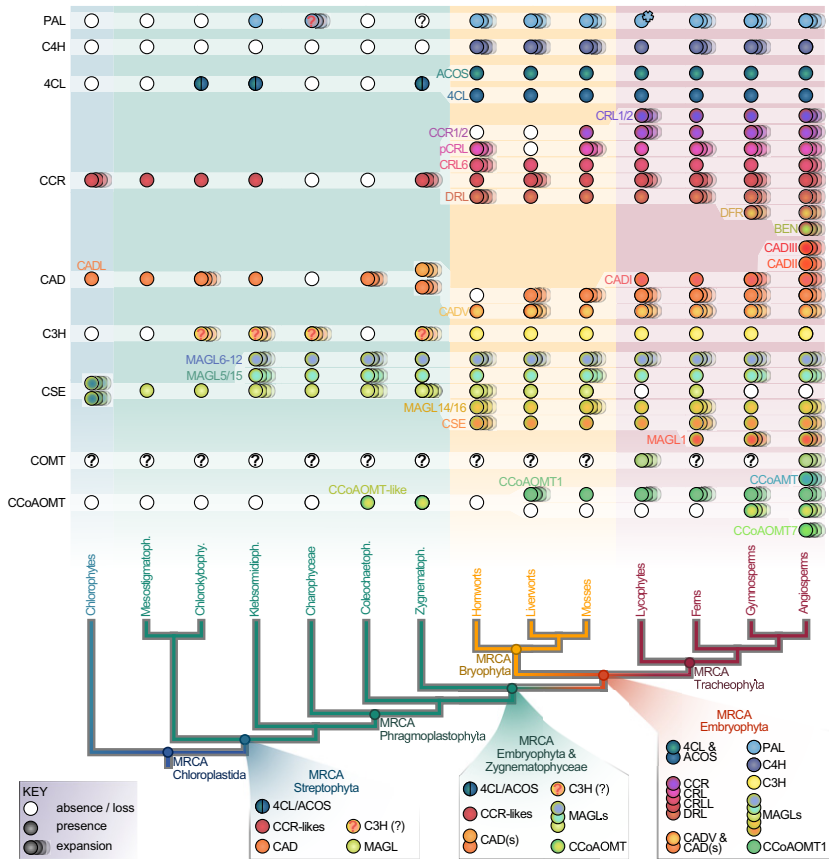 PAL
?
?
C4H
ACOS
4CL
4CL
CRL1/2
CCR1/2
pCRL
CRL6
CCR
DRL
DFR
BEN
CADIII
CADL
CADII
CAD
CADI
CADV
C3H
?
?
?
?
MAGL6-12
MAGL5/15
CSE
MAGL14/16
CSE
MAGL1
COMT
? ? ? ? ? ? ? ? ? ? ? ?
CCoAMT
CCoAOMT-like
CCoAOMT1
CCoAOMT
CCoAOMT7
Chlorophytes
Mesostigmatoph.
Chlorokybophy.
Klebsormidioph.
Charophyceae
Coleochaetoph.
Zygnematoph.
Hornworts
Liverworts
Mosses
Lycophytes
Ferns
Gymnosperms
Angiosperms
MRCA
Bryophyta
MRCA
Tracheophyta
MRCA
Phragmoplastophyta
MRCA
Chloroplastida
MRCA
Streptophyta
4CL/ACOS
CCR-likes
CAD
? C3H (?)
MAGL
MRCA
Embryophyta &
Zygnematophyceae
4CL/ACOS
CCR-likes
CAD(s)
? C3H (?)
MAGLs
CCoAOMT
MRCA
Embryophyta
4CL &
ACOS
CCR
CRL
CRLL
DRL
CADV &
CAD(s)
PAL
C4H
C3H
MAGLs
CCoAOMT1
KEY
absence / loss
presence
expansion